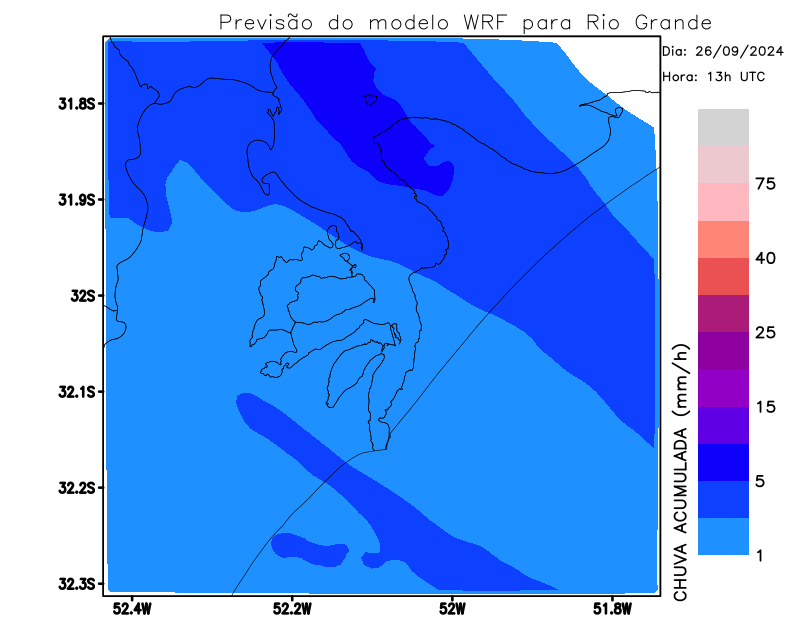 Previsão do modelo WRF para Rio Grande
Dia: 26/09/2024
Hora: 13h UTC
31.8S
31.9S
32S
32.1S
32.2S
32.3S
52.4W
52.2W
52W
51.8W
75
40
25
15
5
1
CHUVA ACUMULADA (mm/h)